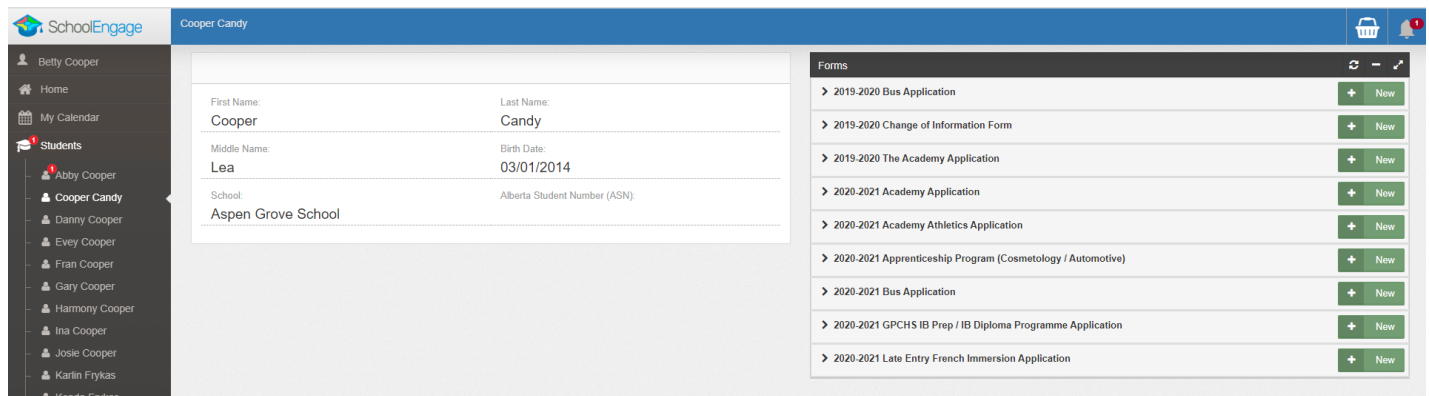 SchoolEngage
Cooper Candy
1
Betty Cooper
Home
My Calendar
1
Students
1
Abby Cooper
Cooper Candy
Danny Cooper
Evey Cooper
Fran Cooper
Gary Cooper
Harmony Cooper
Ina Cooper
Josie Cooper
Karlin Frykas
First Name:
Last Name:
Cooper
Candy
Middle Name:
Birth Date:
Lea
03/01/2014
School:
Alberta Student Number (ASN):
Aspen Grove School
Forms
2019-2020 Bus Application
New
2019-2020 Change of Information Form
New
2019-2020 The Academy Application
New
2020-2021 Academy Application
New
2020-2021 Academy Athletics Application
New
2020-2021 Apprenticeship Program (Cosmetology / Automotive)
New
2020-2021 Bus Application
New
2020-2021 GPCHS IB Prep / IB Diploma Programme Application
New
2020-2021 Late Entry French Immersion Application
New